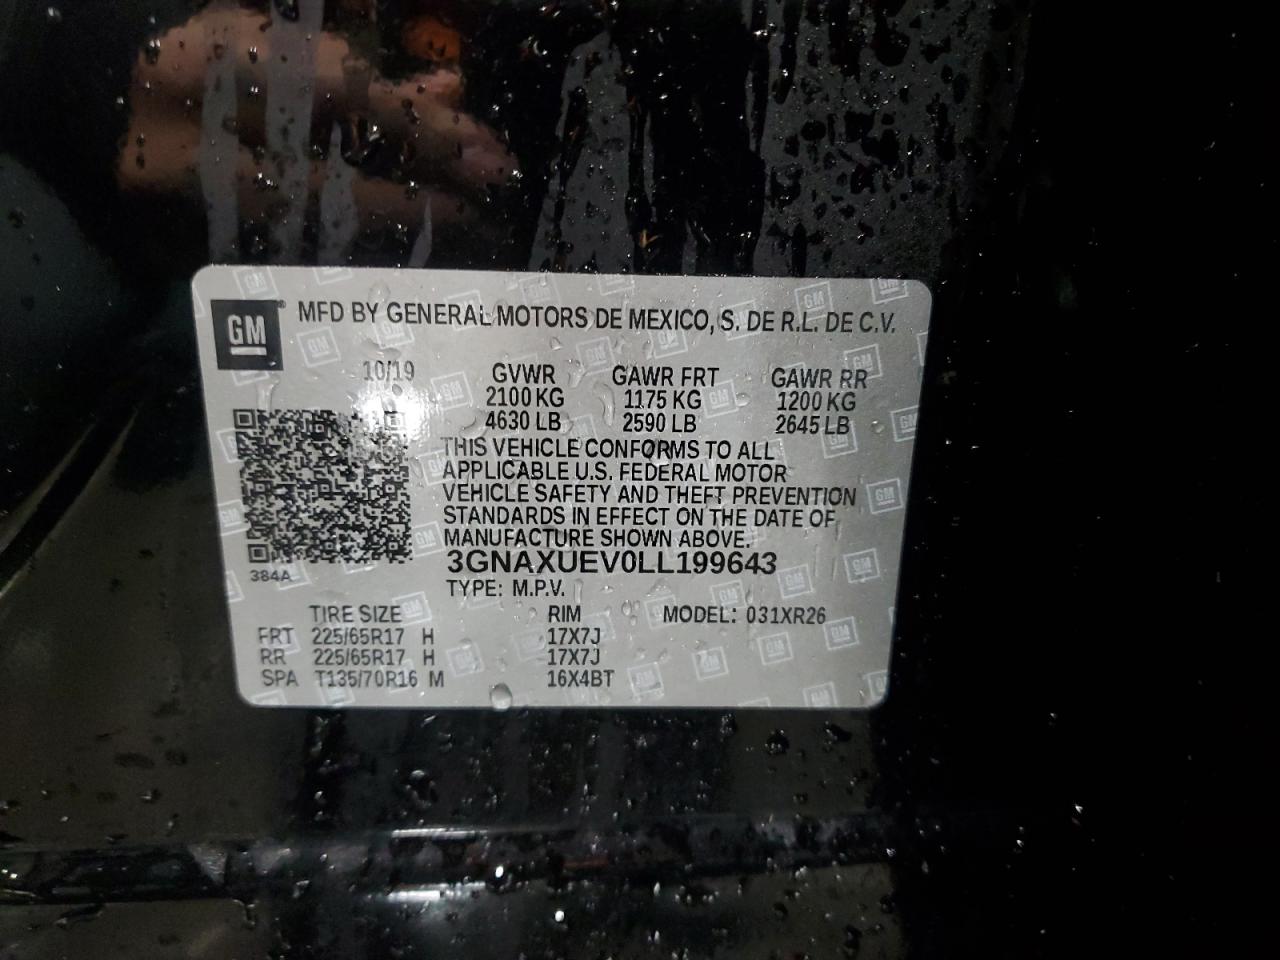 GM MFD BY GENERAL MOTORS DE MEXICO, S. DE R.L. DE C.V.
10/19 GVWR GAWR FRT GAWR RR
2100 KG 1175 KG 1200 KG
4630 LB 2590 LB 2645 LB
THIS VEHICLE CONFORMS TO ALL
APPLICABLE U.S. FEDERAL MOTOR
VEHICLE SAFETY AND THEFT PREVENTION
STANDARDS IN EFFECT ON THE DATE OF
MANUFACTURE SHOWN ABOVE.
3GNAXUEV0LL199643
384A
TYPE: M.P.V.
TIRE SIZE RIM MODEL: 031XR26
FRT 225/65R17 H 17X7J
RR 225/65R17 H 17X7J
SPA T135/70R16 M 16X4BT